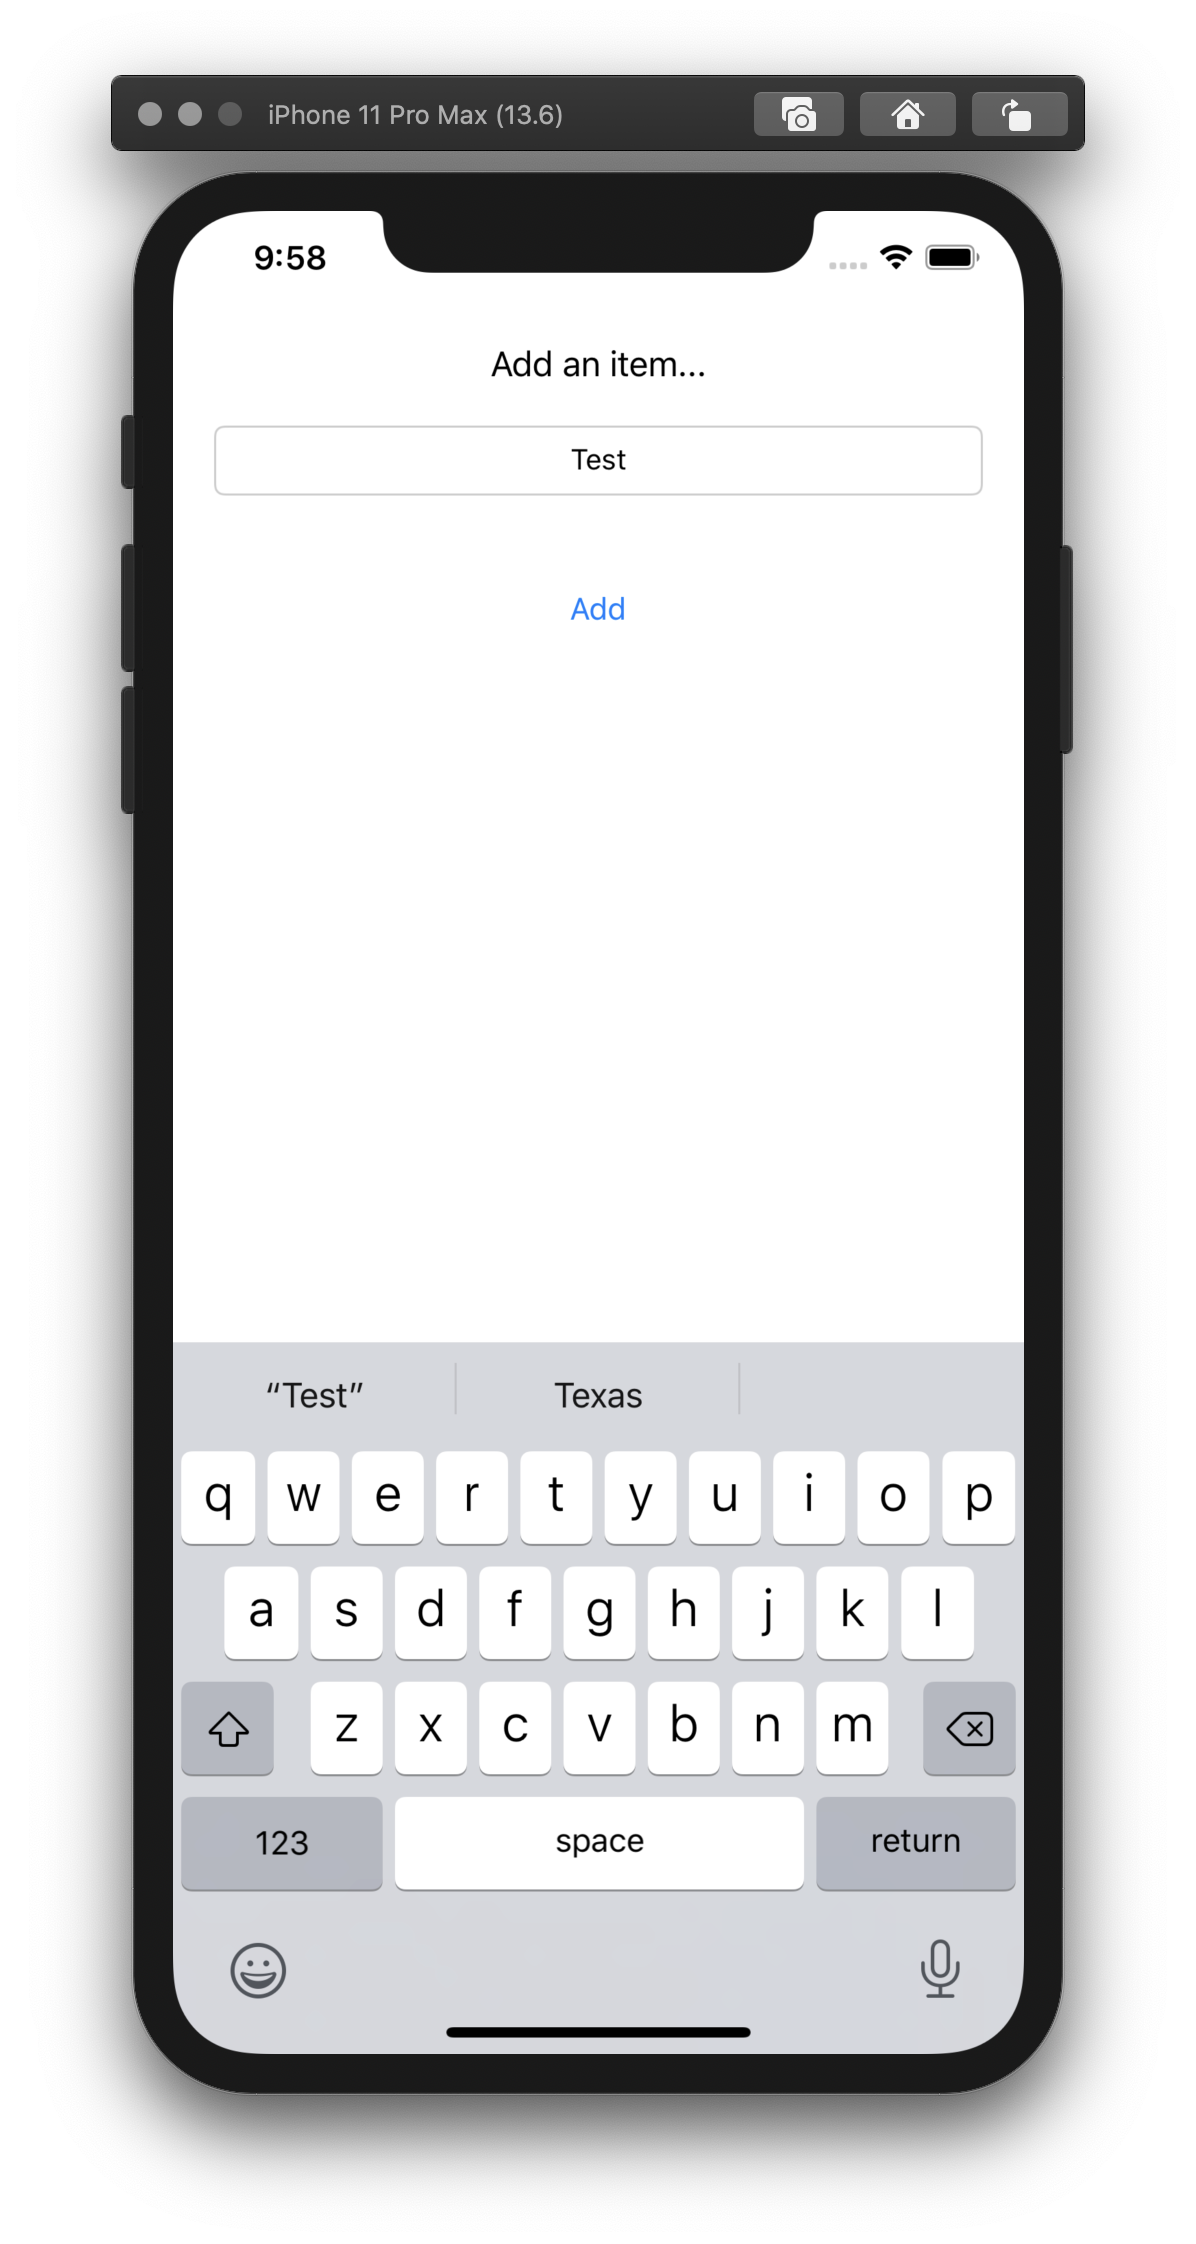 iPhone 11 Pro Max (13.6)
9:58
Add an item...
Test
Add
“Test” Texas
q w e r t y u i o p
a s d f g h j k l
z x c v b n m
123 space return